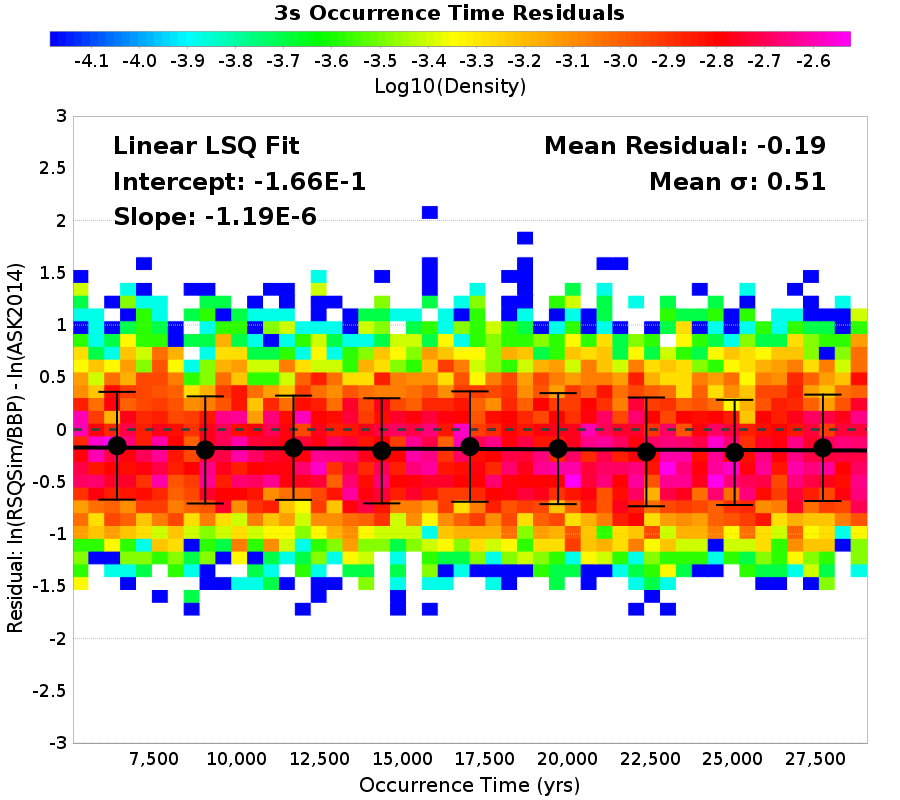 3s Occurrence Time Residuals
-4.1 -4.0 -3.9 -3.8 -3.7 -3.6 -3.5 -3.4 -3.3 -3.2 -3.1 -3.0 -2.9 -2.8 -2.7 -2.6
Log10(Density)
Linear LSQ Fit
Intercept: -1.66E-1
Slope: -1.19E-6
Mean Residual: -0.19
Mean σ: 0.51
Residual: ln(RSQSim/BBP) - ln(ASK2014)
3
2.5
2
1.5
1
0.5
0
-0.5
-1
-1.5
-2
-2.5
-3
7,500 10,000 12,500 15,000 17,500 20,000 22,500 25,000 27,500
Occurrence Time (yrs)